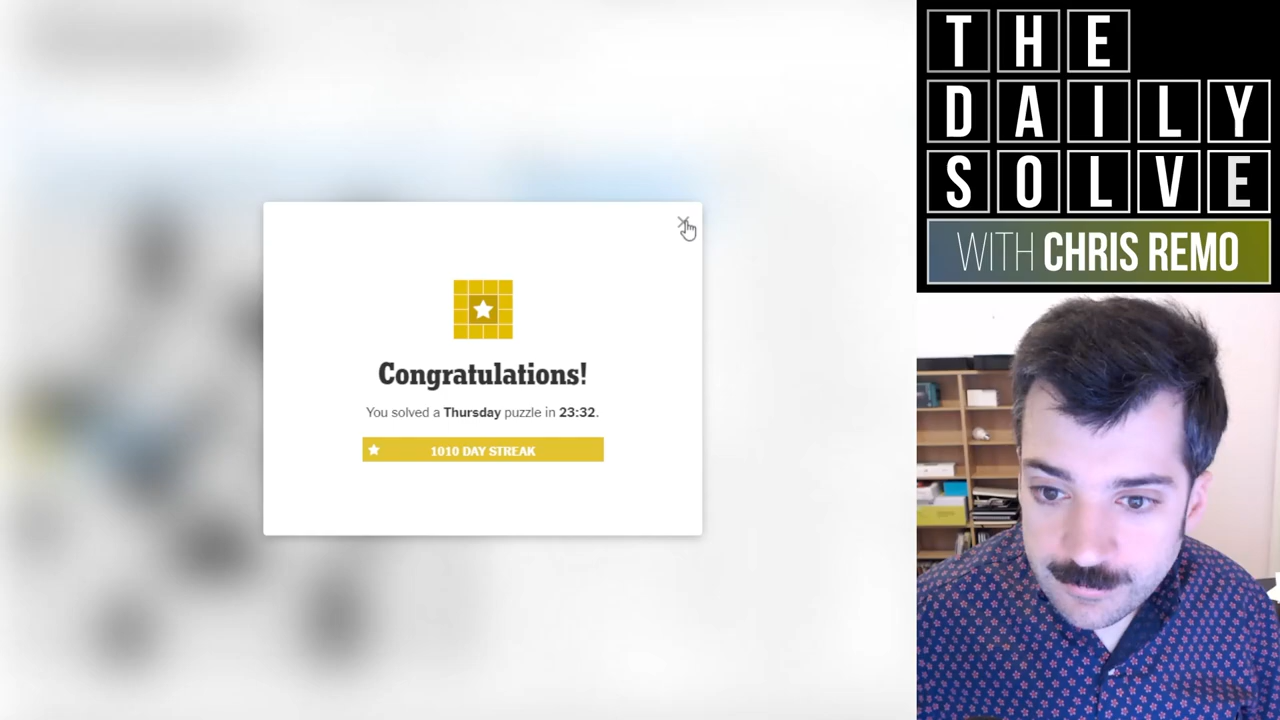 Congratulations!
You solved a Thursday puzzle in 23:32.
1010 DAY STREAK
THE
DAILY
SOLVE
WITH CHRIS REMO